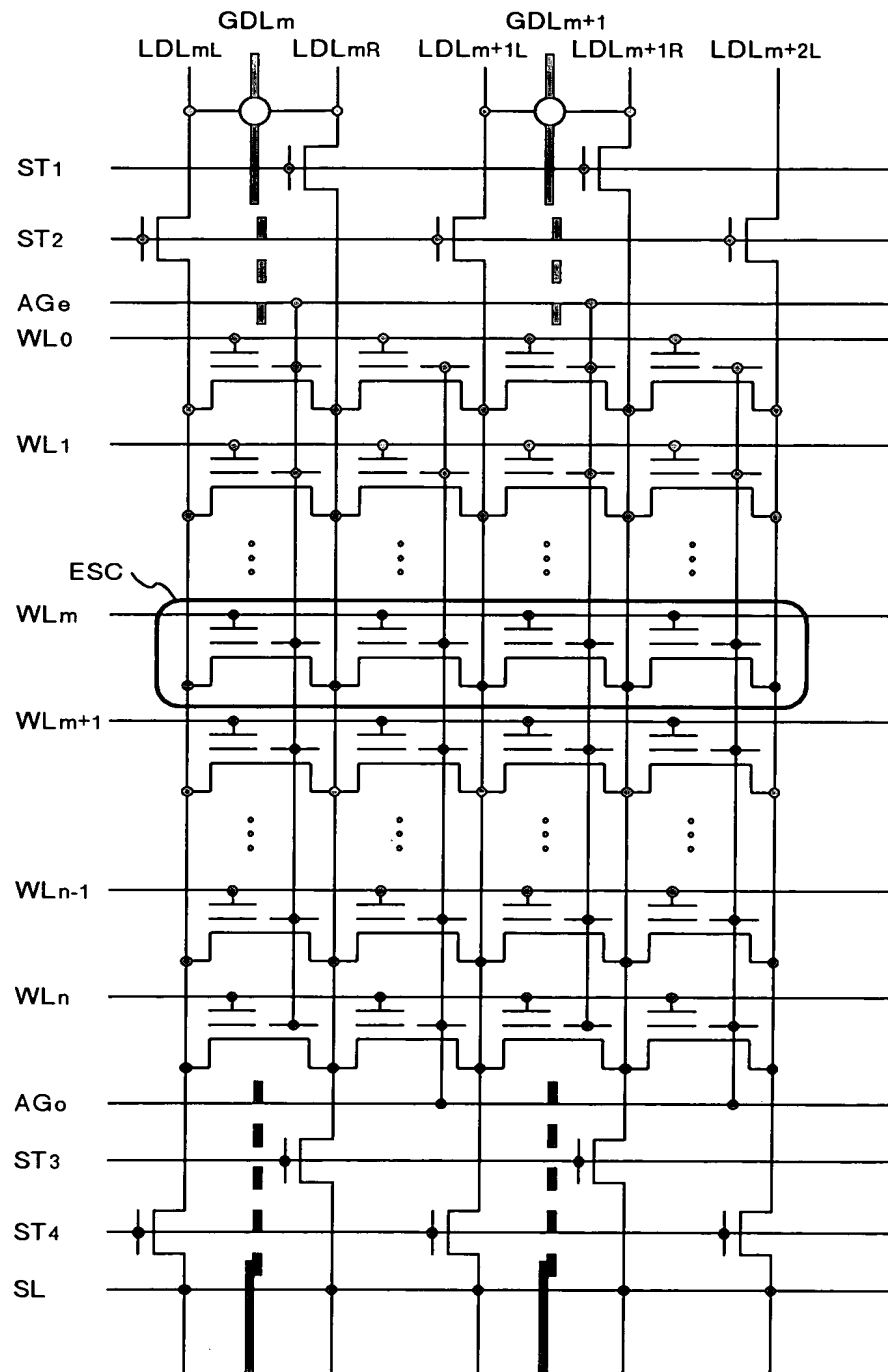 GDLm GDLm+1
LDLmL LDLmR LDLm+1L LDLm+1R LDLm+2L
ST1
ST2
AGe
WL0
WL1
ESC
WLm
WLm+1
WLn-1
WLn
AGo
ST3
ST4
SL